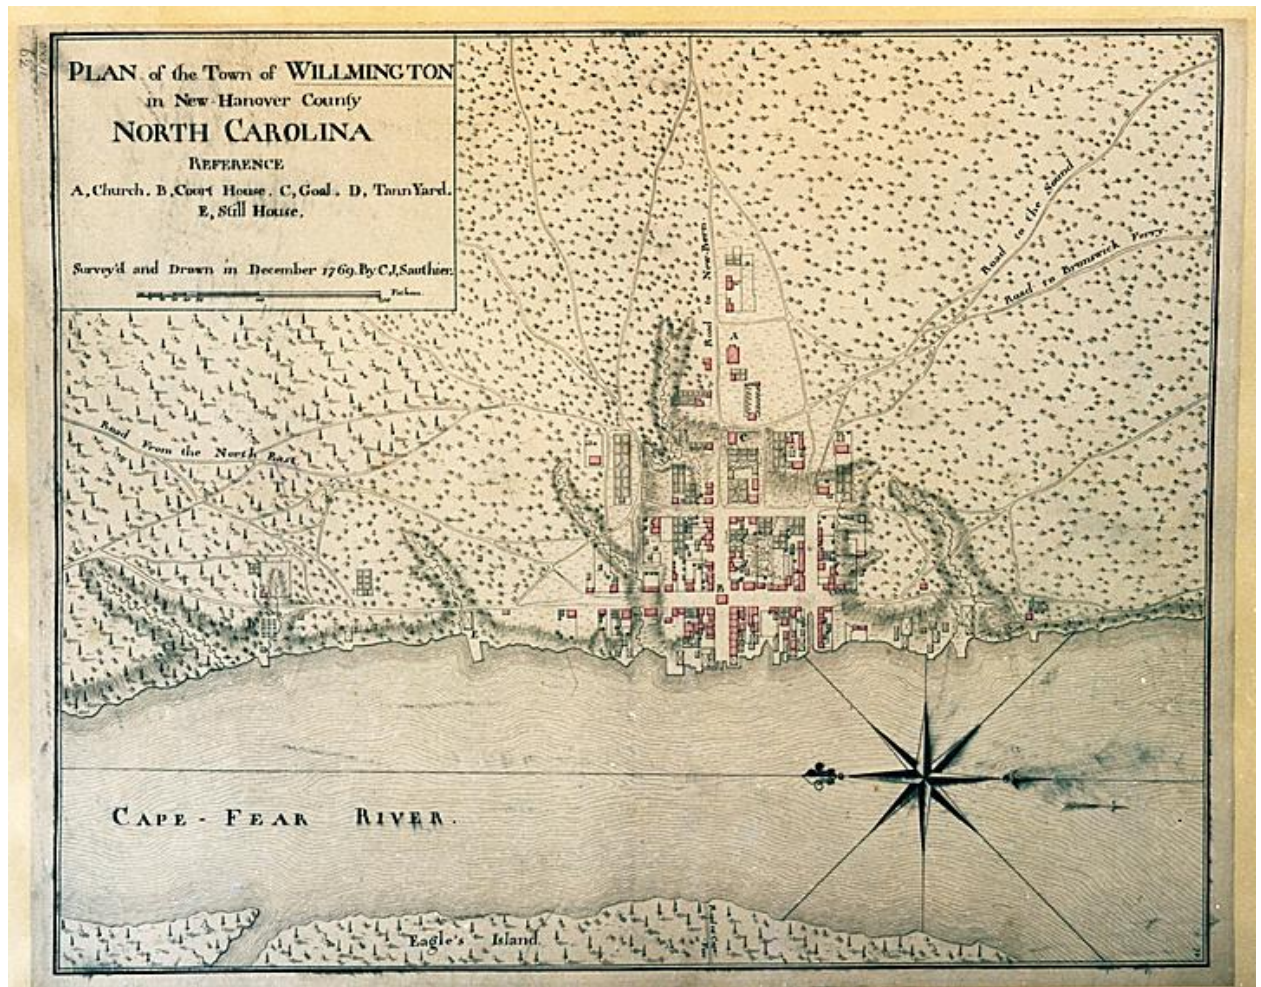 PLAN of the Town of WILLMINGTON
in New Hanover County
NORTH CAROLINA
REFERENCE
A, Church. B, Court House. C, Goal. D, Tann Yard.
E, Still House.
Survey'd and Drawn in December 1769. By C.J. Sauthier.
Road to the Sound
Road to Brunswick Ferry.
Road to New Bern
A
Road From the North East
C
B
CAPE - FEAR RIVER.
Eagle's Island